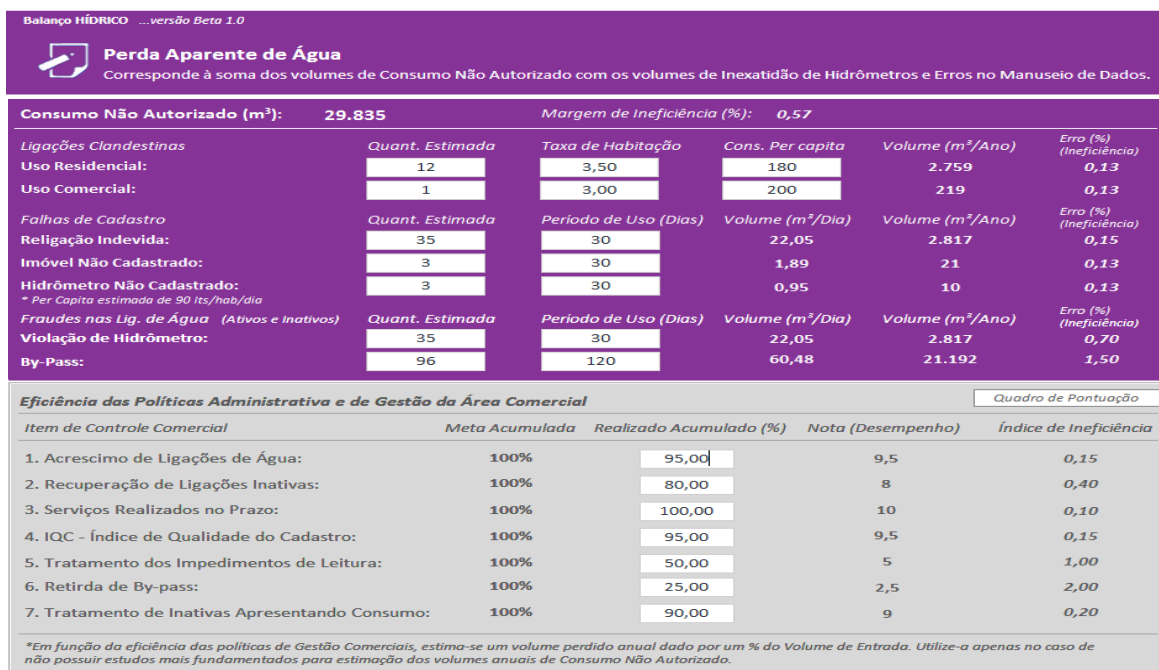 Balanço HÍDRICO ...versão Beta 1.0
Perda Aparente de Água
Corresponde à soma dos volumes de Consumo Não Autorizado com os volumes de Inexatidão de Hidrômetros e Erros no Manuseio de Dados.
Consumo Não Autorizado (m³): 29.835 Margem de Ineficiência (%): 0,57
Ligações Clandestinas Quant. Estimada Taxa de Habitação Cons. Per capita Volume (m³/Ano) Erro (%) (Ineficiência)
Uso Residencial: 12 3,50 180 2.759 0,13
Uso Comercial: 1 3,00 200 219 0,13
Falhas de Cadastro Quant. Estimada Período de Uso (Dias) Volume (m³/Dia) Volume (m³/Ano) Erro (%) (Ineficiência)
Religação Indevida: 35 30 22,05 2.817 0,15
Imóvel Não Cadastrado: 3 30 1,89 21 0,13
Hidrômetro Não Cadastrado: 3 30 0,95 10 0,13
* Per Capita estimada de 90 lts/hab/dia
Fraudes nas Lig. de Água (Ativos e Inativos) Quant. Estimada Período de Uso (Dias) Volume (m³/Dia) Volume (m³/Ano) Erro (%) (Ineficiência)
Violação de Hidrômetro: 35 30 22,05 2.817 0,70
By-Pass: 96 120 60,48 21.192 1,50
Eficiência das Políticas Administrativa e de Gestão da Área Comercial Quadro de Pontuação
Item de Controle Comercial Meta Acumulada Realizado Acumulado (%) Nota (Desempenho) Índice de Ineficiência
1. Acrescimo de Ligações de Água: 100% 95,00 9,5 0,15
2. Recuperação de Ligações Inativas: 100% 80,00 8 0,40
3. Serviços Realizados no Prazo: 100% 100,00 10 0,10
4. IQC - Índice de Qualidade do Cadastro: 100% 95,00 9,5 0,15
5. Tratamento dos Impedimentos de Leitura: 100% 50,00 5 1,00
6. Retirda de By-pass: 100% 25,00 2,5 2,00
7. Tratamento de Inativas Apresentando Consumo: 100% 90,00 9 0,20
*Em função da eficiência das políticas de Gestão Comerciais, estima-se um volume perdido anual dado por um % do Volume de Entrada. Utilize-a apenas no caso de
não possuir estudos mais fundamentados para estimação dos volumes anuais de Consumo Não Autorizado.